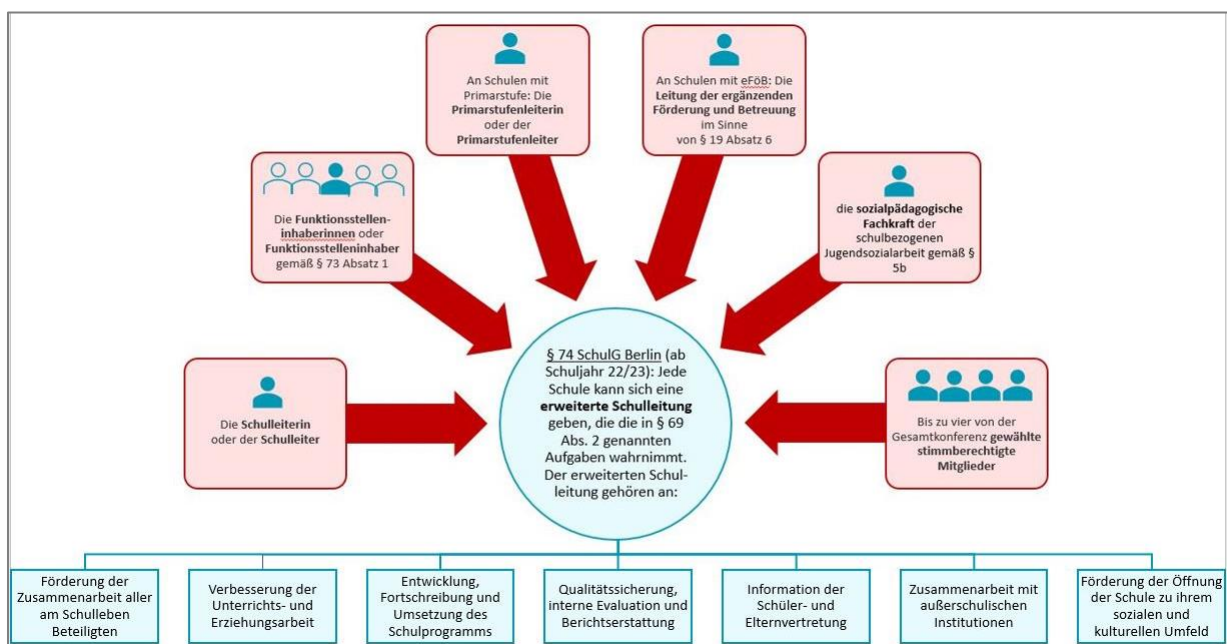 An Schulen mit
Primarstufe: Die
Primarstufenleiterin
oder der
Primarstufenleiter
An Schulen mit eFöB: Die
Leitung der ergänzenden
Förderung und Betreuung
im Sinne
von § 19 Absatz 6
Die Funktionsstellen-
inhaberinnen oder
Funktionsstelleninhaber
gemäß § 73 Absatz 1
die sozialpädagogische
Fachkraft der
schulbezogenen
Jugendsozialarbeit gemäß §
5b
Die Schulleiterin
oder der Schulleiter
§ 74 SchulG Berlin (ab
Schuljahr 22/23): Jede
Schule kann sich eine
erweiterte Schulleitung
geben, die die in § 69
Abs. 2 genannten
Aufgaben wahrnimmt.
Der erweiterten Schul-
leitung gehören an:
Bis zu vier von der
Gesamtkonferenz gewählte
stimmberechtigte
Mitglieder
Förderung der
Zusammenarbeit aller
am Schulleben
Beteiligten
Verbesserung der
Unterrichts- und
Erziehungsarbeit
Entwicklung,
Fortschreibung und
Umsetzung des
Schulprogramms
Qualitätssicherung,
interne Evaluation und
Berichterstattung
Information der
Schüler- und
Elternvertretung
Zusammenarbeit mit
außerschulischen
Institutionen
Förderung der Öffnung
der Schule zu ihrem
sozialen und
kulturellen Umfeld